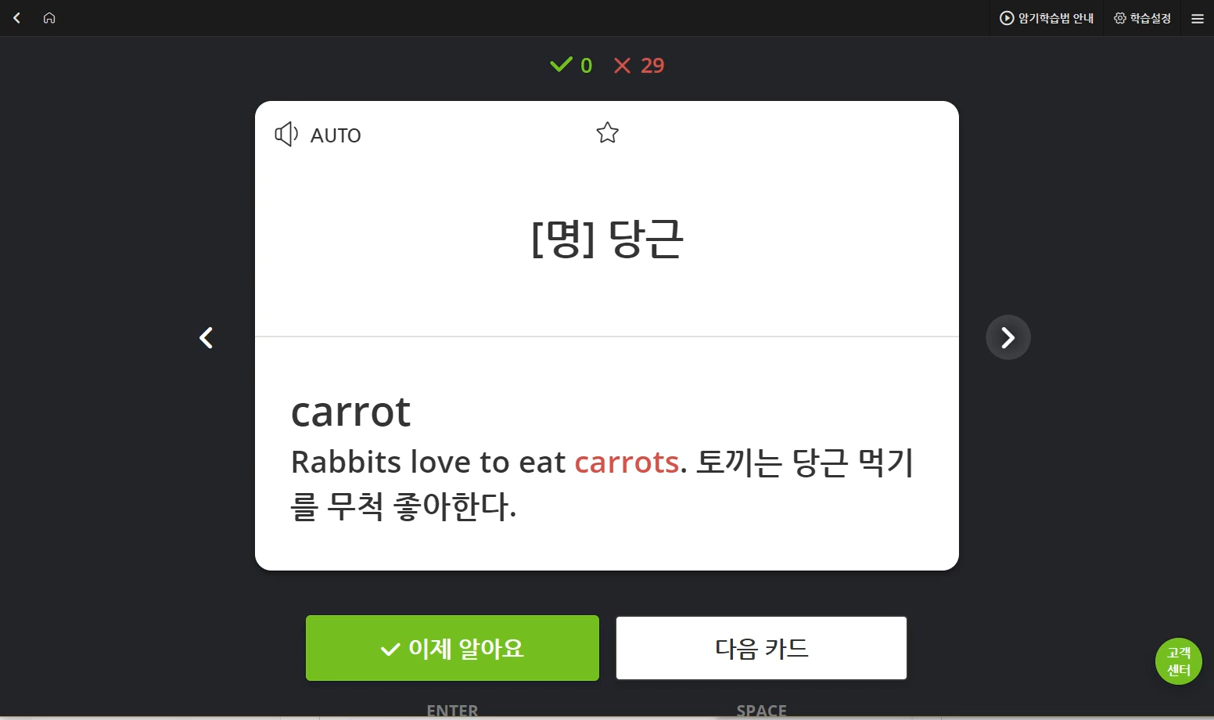 암기학습법 안내 학습설정
0 29
AUTO
[명] 당근
carrot
Rabbits love to eat carrots. 토끼는 당근 먹기
를 무척 좋아한다.
이제 알아요 다음 카드
고객
센터
ENTER SPACE